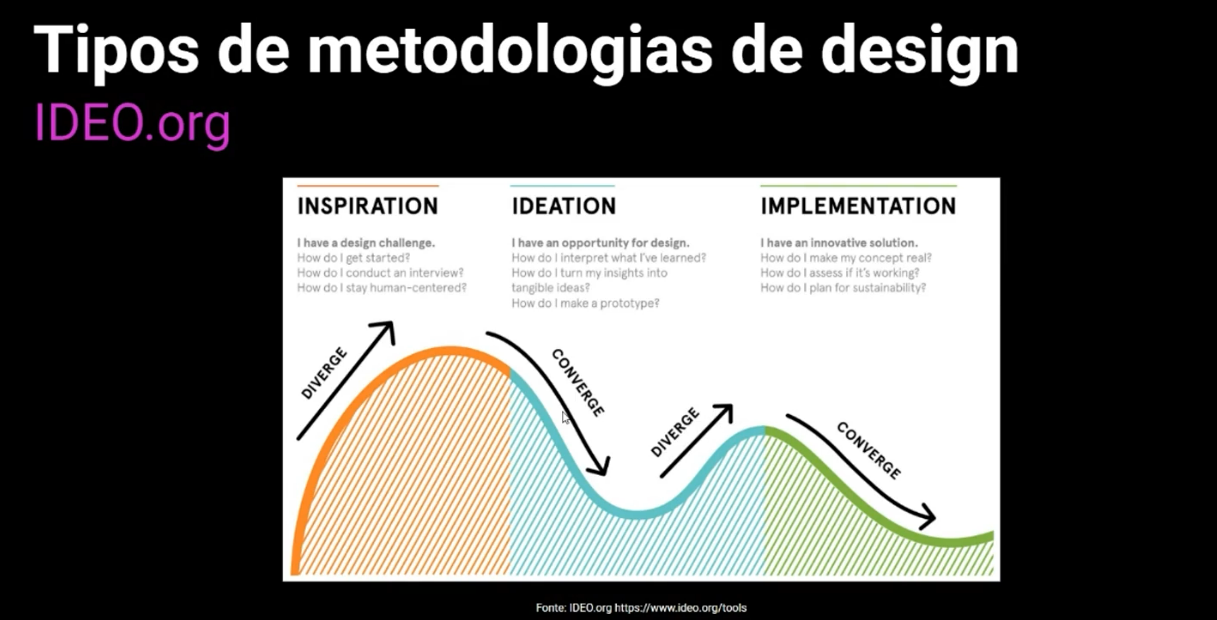 Tipos de metodologias de design
IDEO.org
INSPIRATION
I have a design challenge.
How do I get started?
How do I conduct an interview?
How do I stay human-centered?
IDEATION
I have an opportunity for design.
How do I interpret what I've learned?
How do I turn my insights into
tangible ideas?
How do I make a prototype?
IMPLEMENTATION
I have an innovative solution.
How do I make my concept real?
How do I assess if it's working?
How do I plan for sustainability?
DIVERGE
CONVERGE
DIVERGE
CONVERGE
Fonte: IDEO.org https://www.ideo.org/tools